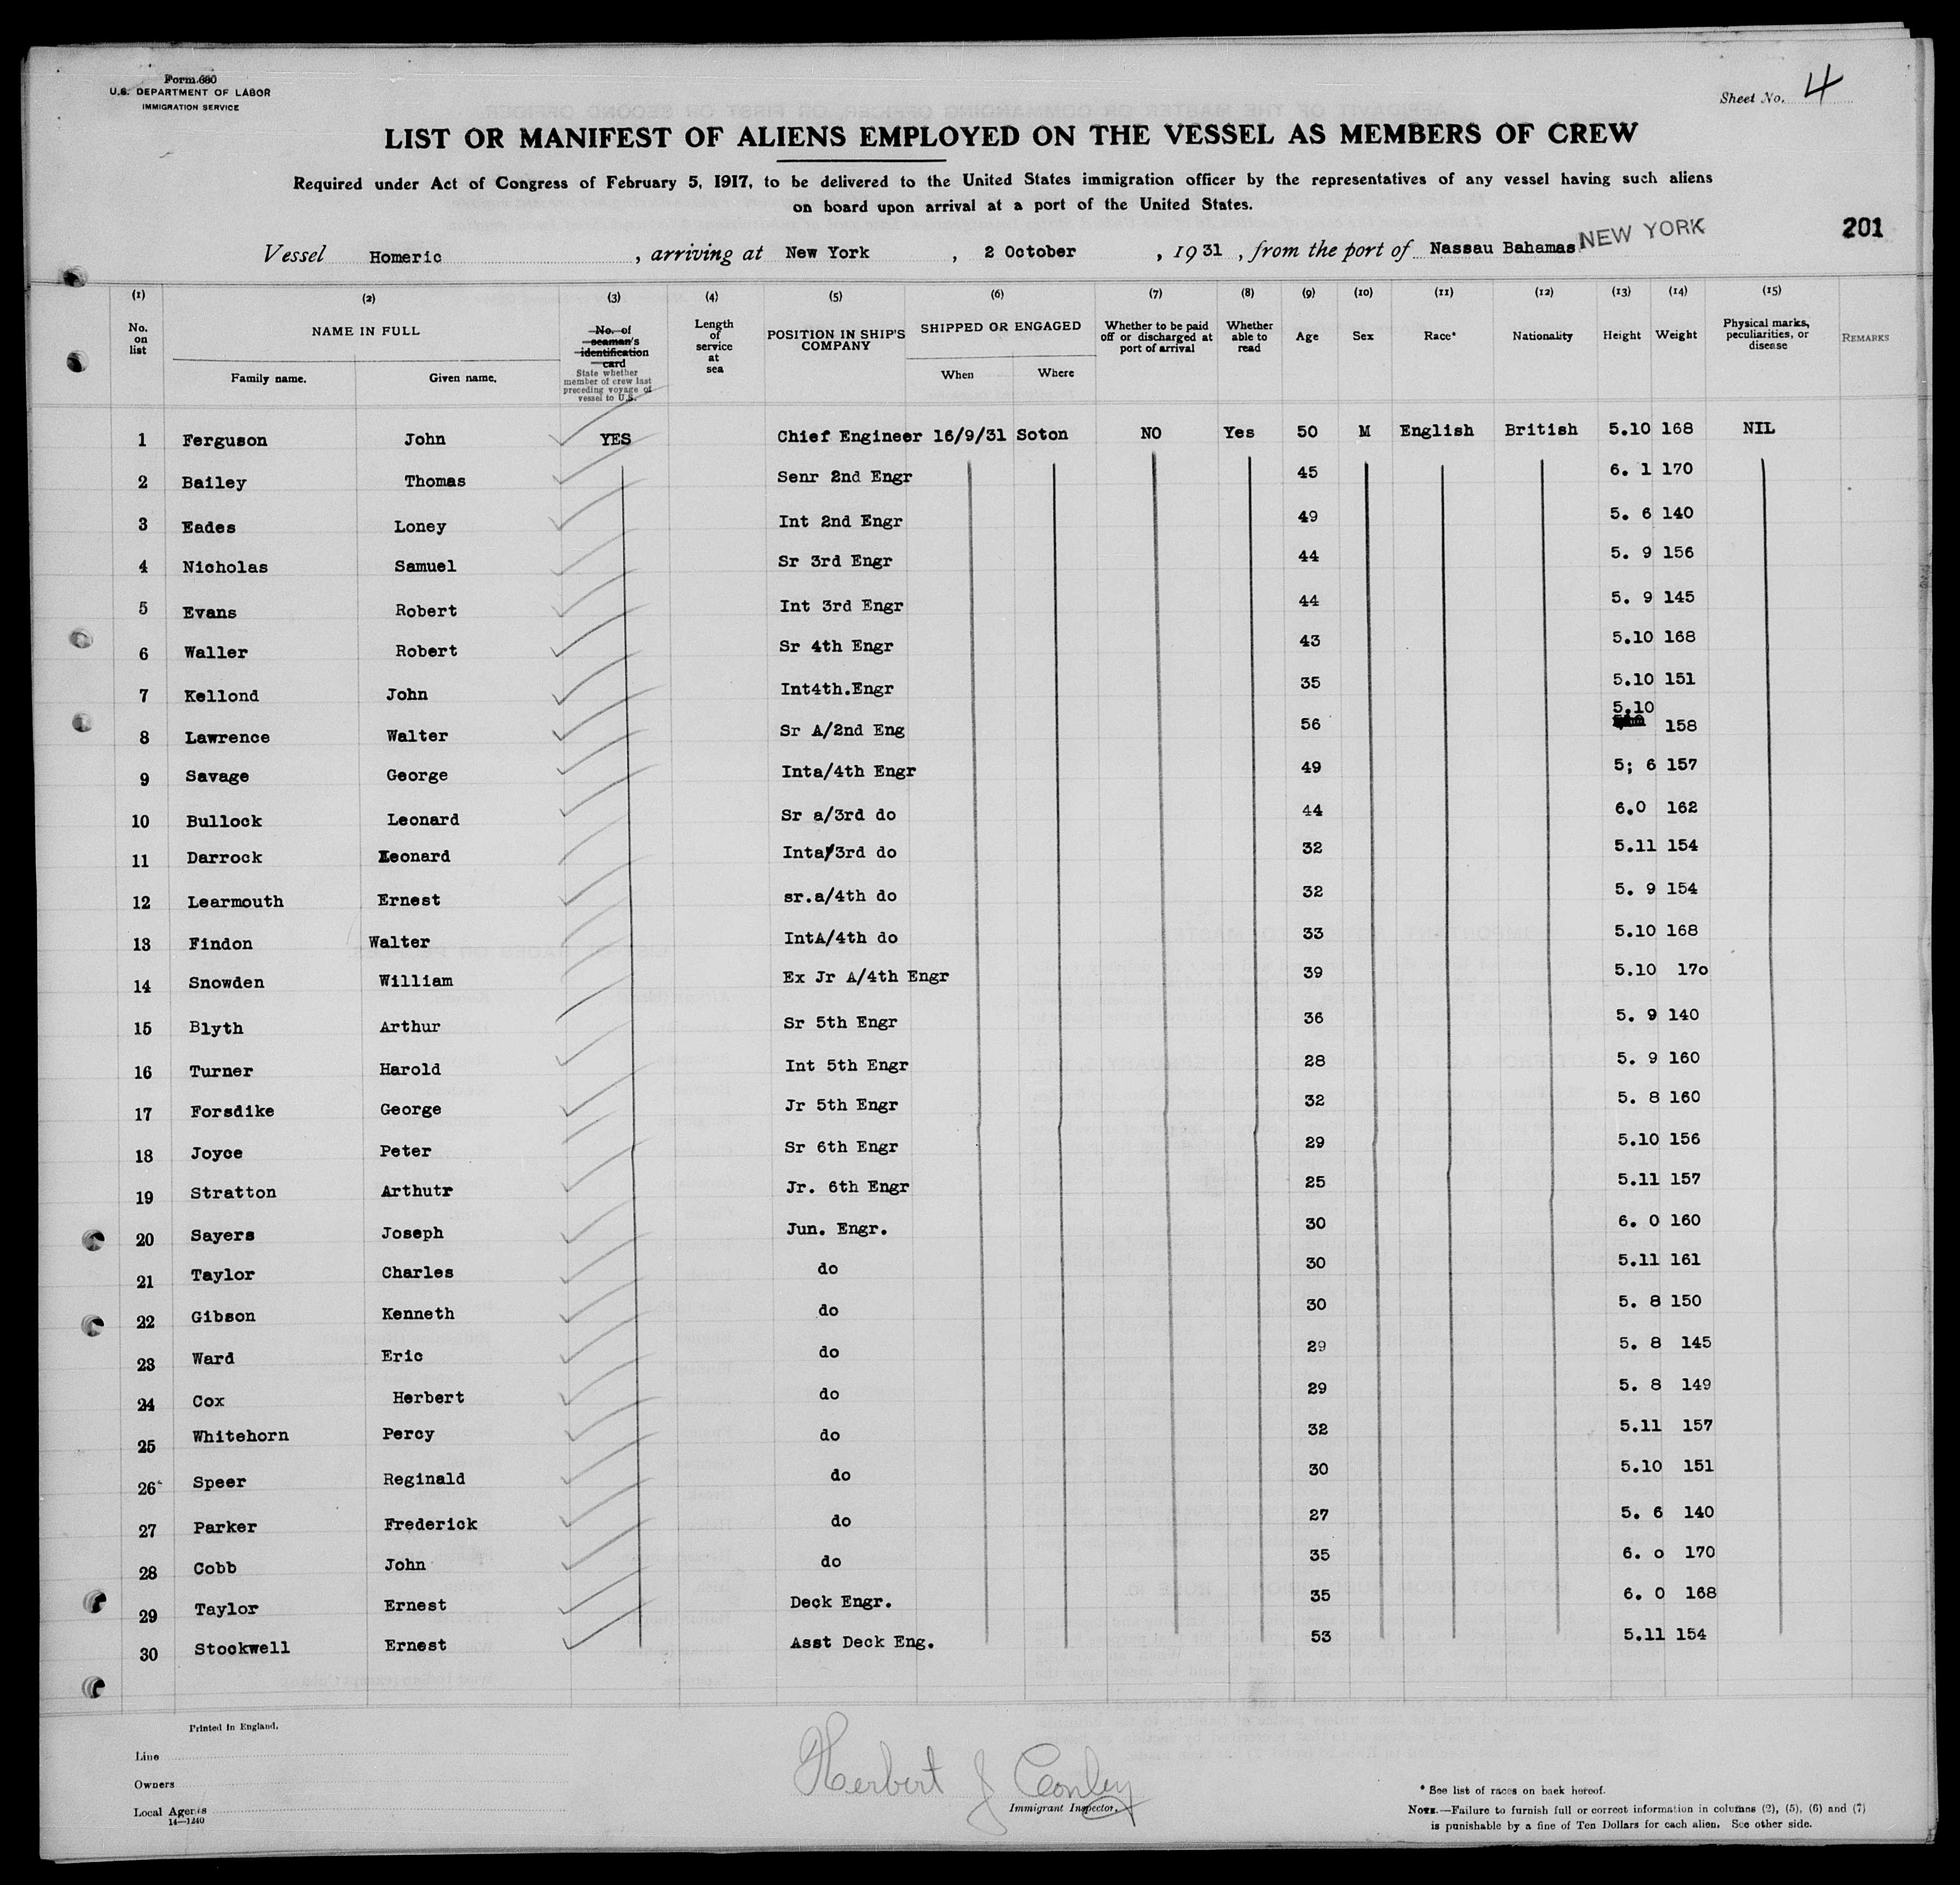 Form 680
U.S. DEPARTMENT OF LABOR
IMMIGRATION SERVICE
Sheet No. 4
LIST OR MANIFEST OF ALIENS EMPLOYED ON THE VESSEL AS MEMBERS OF CREW
Required under Act of Congress of February 5, 1917, to be delivered to the United States immigration officer by the representatives of any vessel having such aliens
on board upon arrival at a port of the United States.
201
Vessel Homeric , arriving at New York , 2 October , 1931 , from the port of Nassau Bahamas NEW YORK
(1) (2) (3) (4) (5) (6) (7) (8) (9) (10) (11) (12) (13) (14) (15)
No. on list NAME IN FULL Family name. Given name. No. of seaman's identification card State whether member of crew last preceding voyage of vessel to U.S. Length of service at sea POSITION IN SHIP'S COMPANY SHIPPED OR ENGAGED When Where Whether to be paid off or discharged at port of arrival Whether able to read Age Sex Race* Nationality Height Weight Physical marks, peculiarities, or disease REMARKS
1 Ferguson John YES Chief Engineer 16/9/31 Soton NO Yes 50 M English British 5.10 168 NIL
2 Bailey Thomas Senr 2nd Engr 45 6. 1 170
3 Eades Loney Int 2nd Engr 49 5. 6 140
4 Nicholas Samuel Sr 3rd Engr 44 5. 9 156
5 Evans Robert Int 3rd Engr 44 5. 9 145
6 Waller Robert Sr 4th Engr 43 5.10 168
7 Kellond John Int4th.Engr 35 5.10 151
8 Lawrence Walter Sr A/2nd Eng 56 5.10 158
9 Savage George Inta/4th Engr 49 5; 6 157
10 Bullock Leonard Sr a/3rd do 44 6.0 162
11 Darrock Leonard Inta/3rd do 32 5.11 154
12 Learmouth Ernest sr.a/4th do 32 5. 9 154
13 Findon Walter IntA/4th do 33 5.10 168
14 Snowden William Ex Jr A/4th Engr 39 5.10 17o
15 Blyth Arthur Sr 5th Engr 36 5. 9 140
16 Turner Harold Int 5th Engr 28 5. 9 160
17 Forsdike George Jr 5th Engr 32 5. 8 160
18 Joyce Peter Sr 6th Engr 29 5.10 156
19 Stratton Arthutr Jr. 6th Engr 25 5.11 157
20 Sayers Joseph Jun. Engr. 30 6. 0 160
21 Taylor Charles do 30 5.11 161
22 Gibson Kenneth do 30 5. 8 150
23 Ward Eric do 29 5. 8 145
24 Cox Herbert do 29 5. 8 149
25 Whitehorn Percy do 32 5.11 157
26 Speer Reginald do 30 5.10 151
27 Parker Frederick do 27 5. 6 140
28 Cobb John do 35 6. o 170
29 Taylor Ernest Deck Engr. 35 6. 0 168
30 Stockwell Ernest Asst Deck Eng. 53 5.11 154
Printed in England.
Line
Owners
Local Agents
14—1240
Herbert J Conley
Immigrant Inspector.
* See list of races on back hereof.
NOTE.—Failure to furnish full or correct information in columns (2), (5), (6) and (7)
is punishable by a fine of Ten Dollars for each alien. See other side.